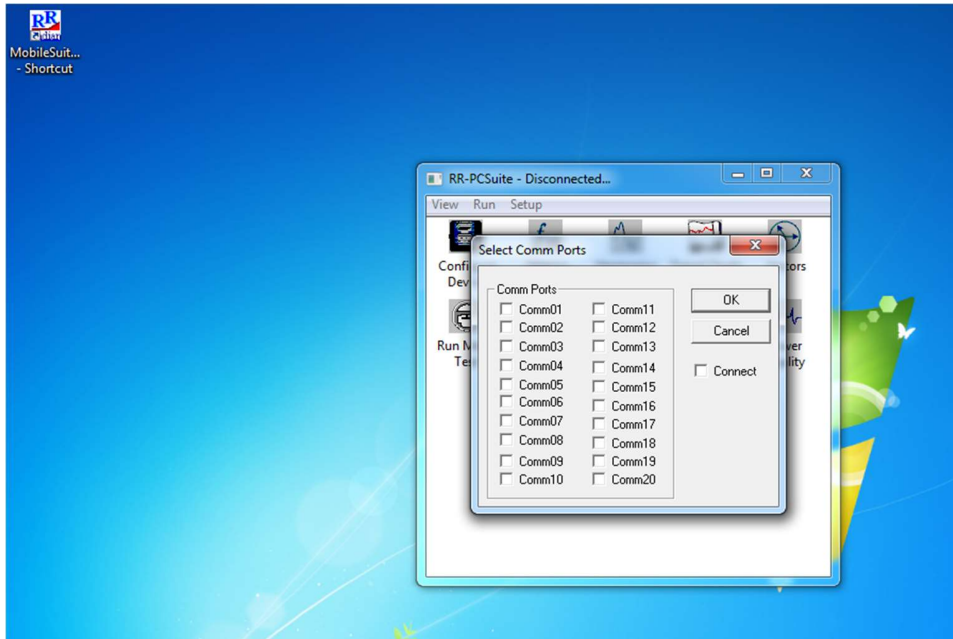 RR
MobileSuit...
- Shortcut
RR-PCSuite - Disconnected...
View Run Setup
Select Comm Ports
Comm Ports
Comm01
Comm02
Comm03
Comm04
Comm05
Comm06
Comm07
Comm08
Comm09
Comm10
Comm11
Comm12
Comm13
Comm14
Comm15
Comm16
Comm17
Comm18
Comm19
Comm20
OK
Cancel
Connect